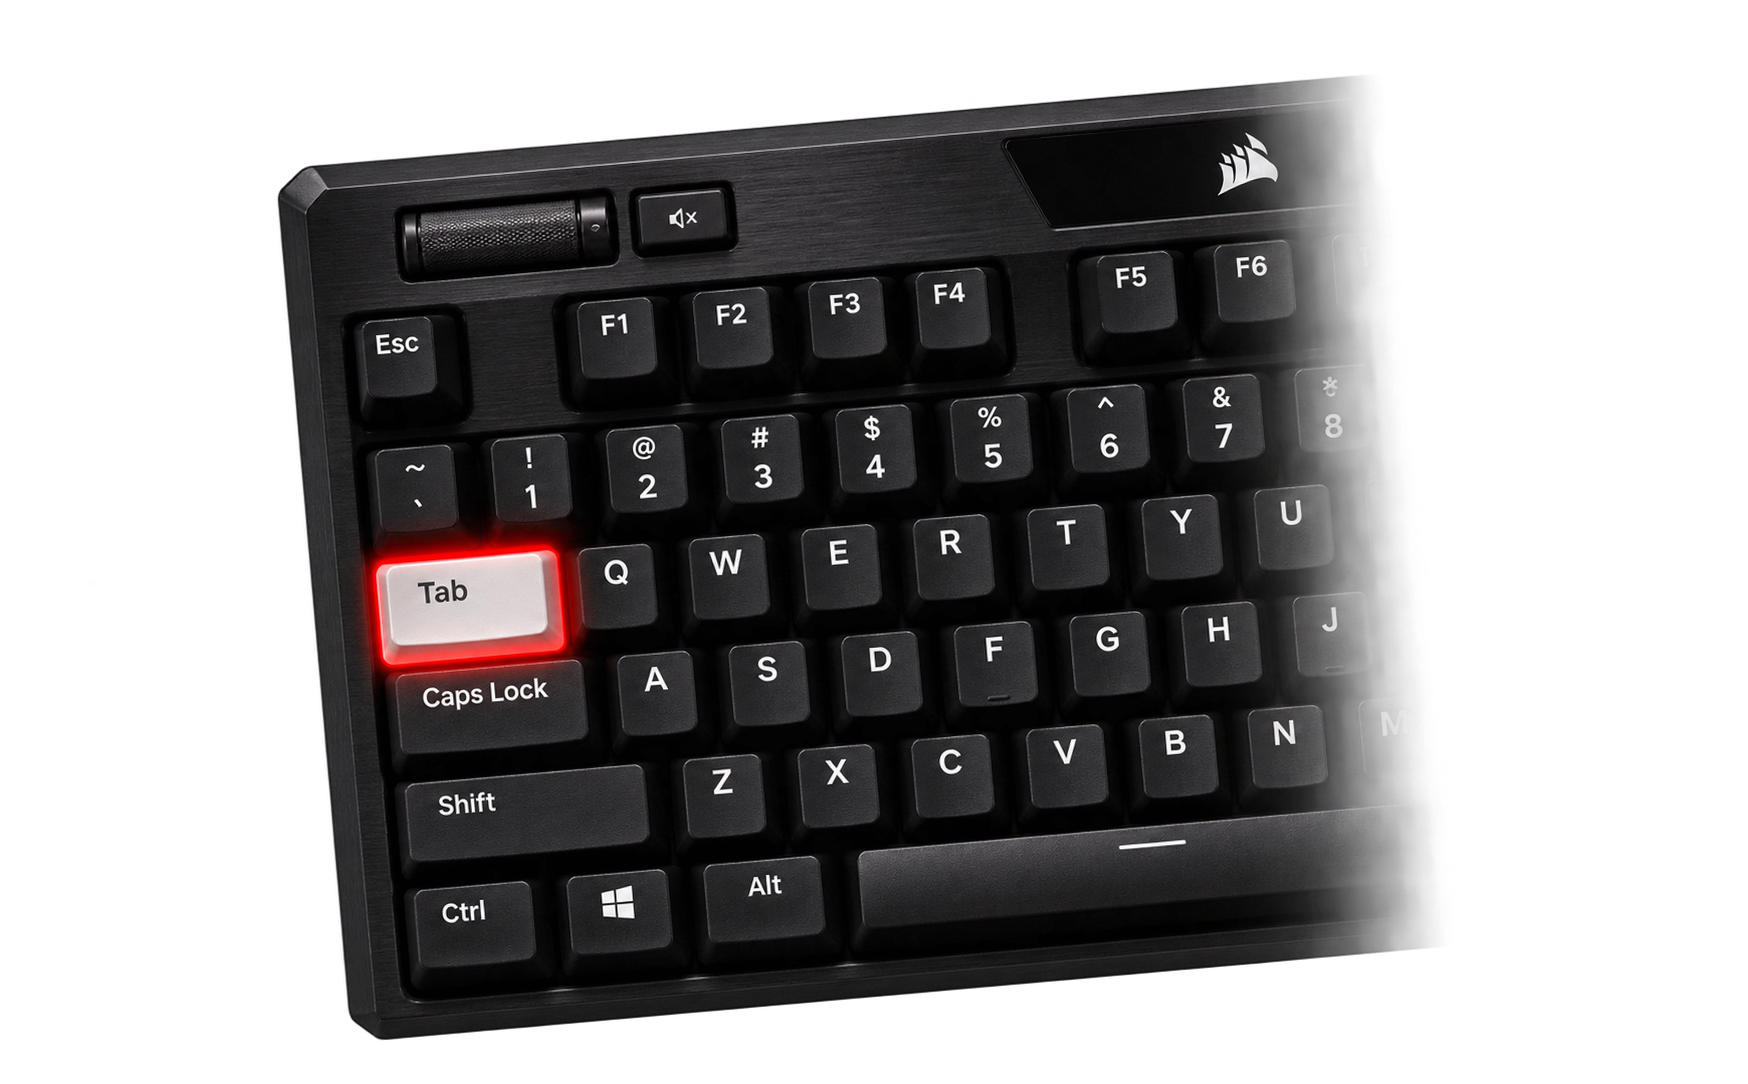 Esc F1 F2 F3 F4 F5 F6
~ ! @ # $ % ^ & *
` 1 2 3 4 5 6 7 8
Tab Q W E R T Y U
Caps Lock A S D F G H J
Shift Z X C V B N M
Ctrl Alt